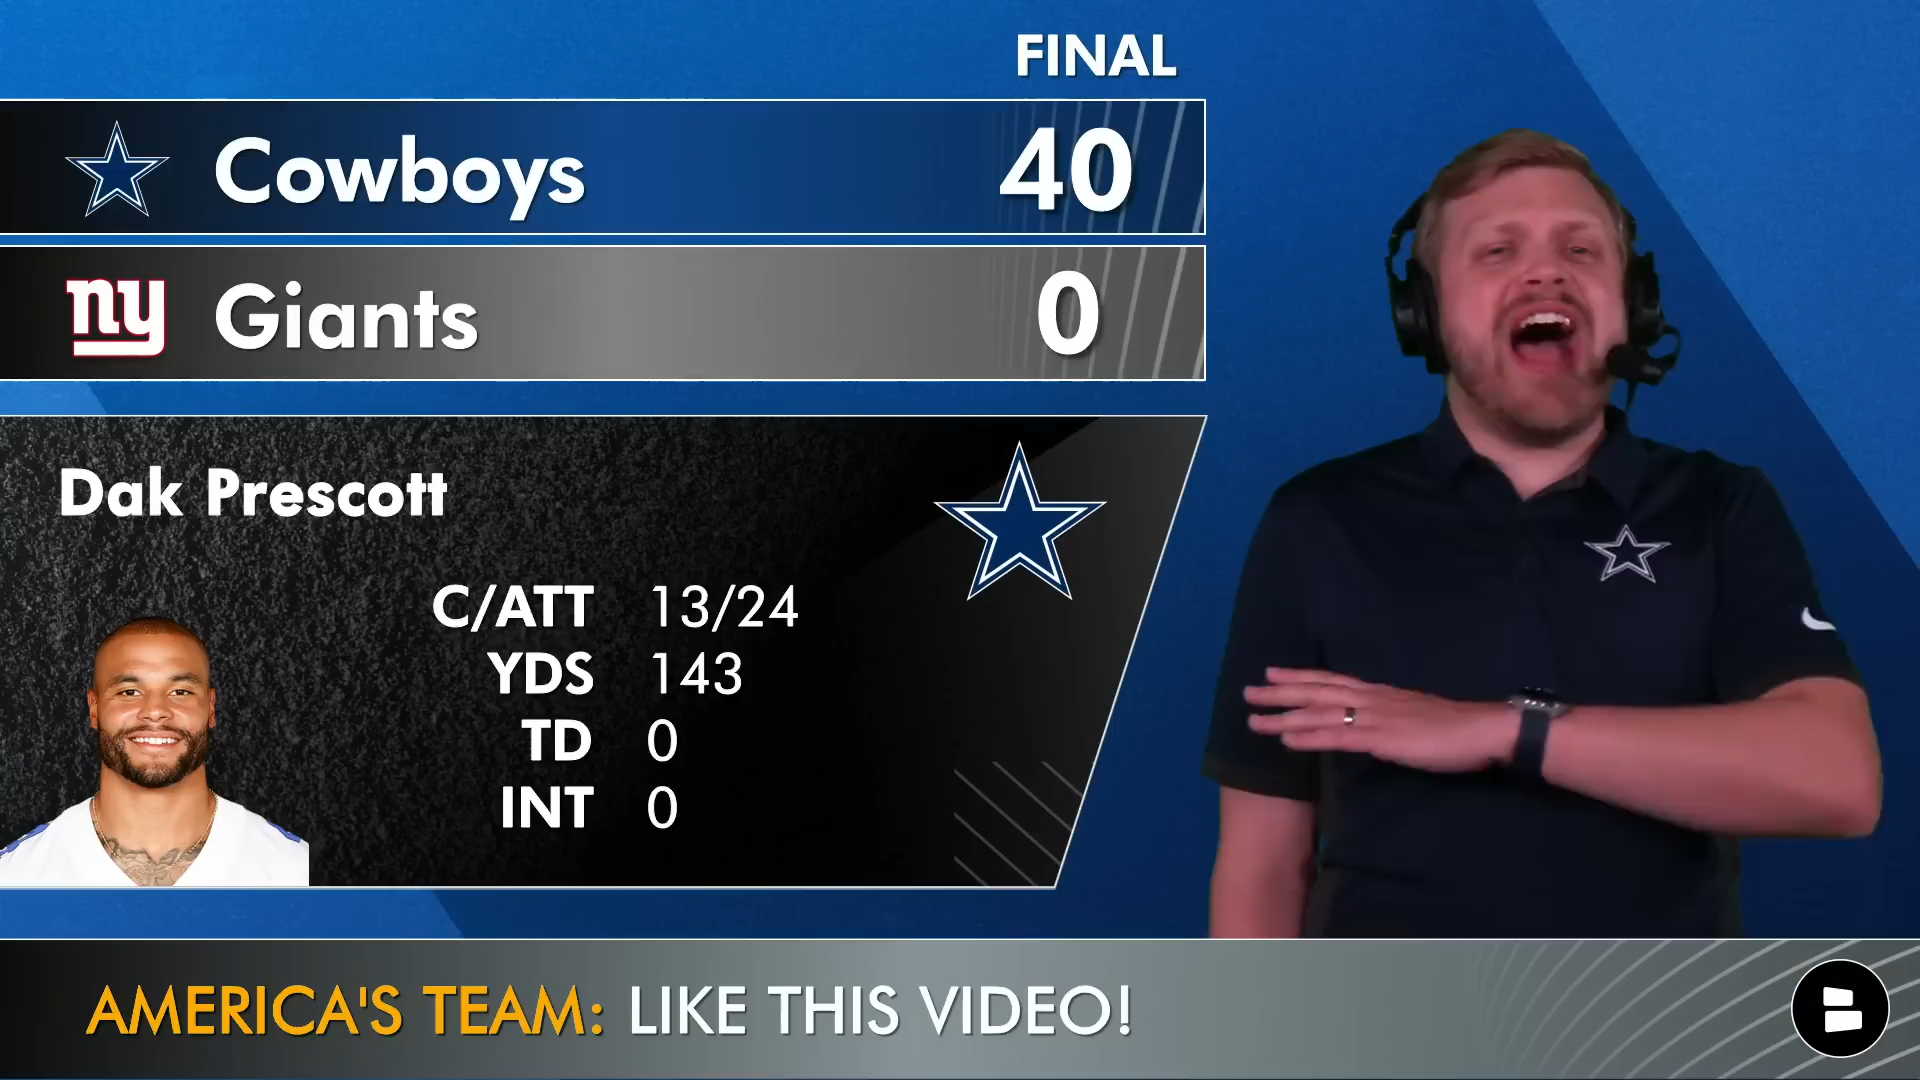 FINAL
Cowboys 40
ny Giants 0
Dak Prescott
C/ATT 13/24
YDS 143
TD 0
INT 0
AMERICA'S TEAM: LIKE THIS VIDEO!